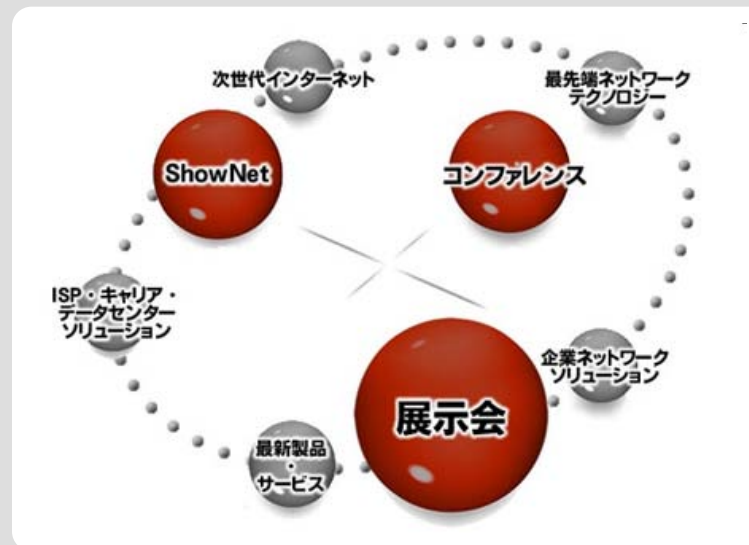 次世代インターネット
最先端ネットワーク
テクノロジー
ShowNet
コンファレンス
ISP・キャリア・
データセンター
ソリューション
企業ネットワーク
ソリューション
展示会
最新製品
・
サービス